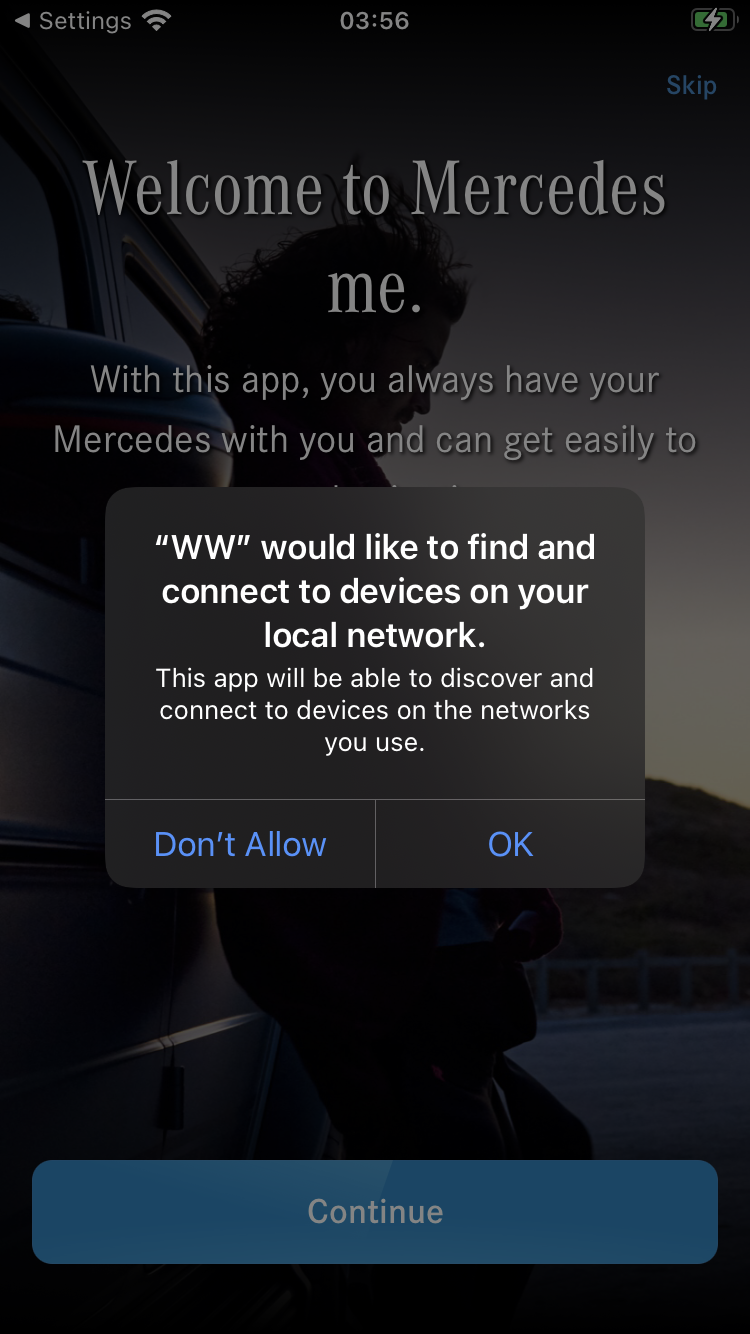 Settings
03:56
Skip
Welcome to Mercedes
me.
With this app, you always have your
Mercedes with you and can get easily to
“WW” would like to find and
connect to devices on your
local network.
This app will be able to discover and
connect to devices on the networks
you use.
Don’t Allow
OK
Continue